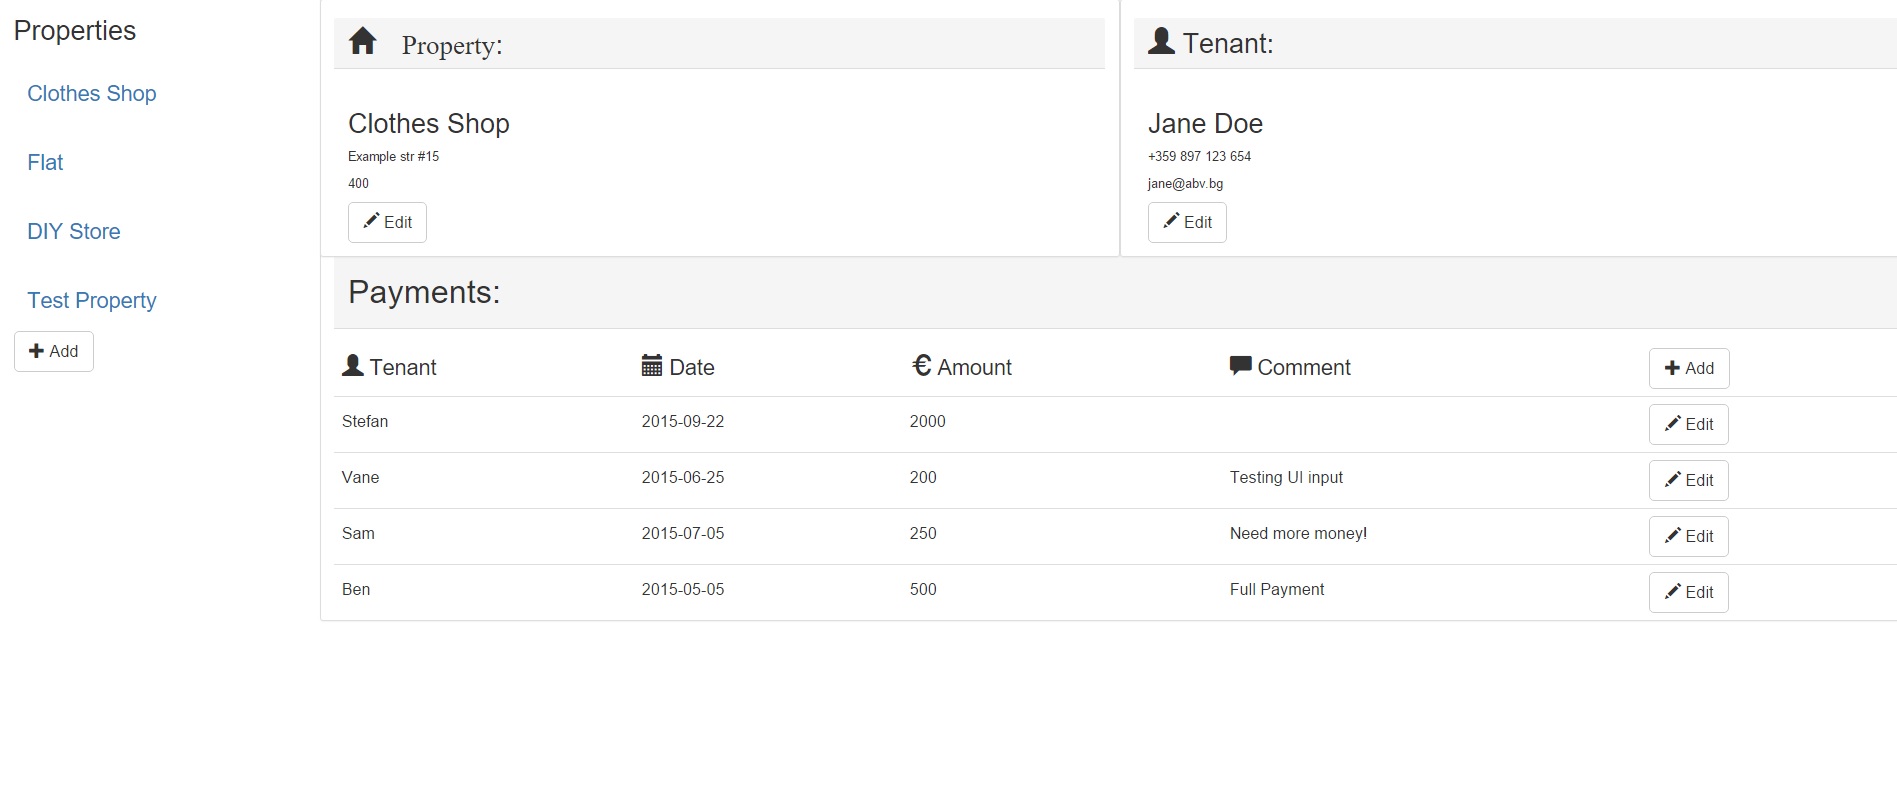 Properties
Clothes Shop
Flat
DIY Store
Test Property
Add
Property:
Clothes Shop
Example str #15
400
Edit
Tenant:
Jane Doe
+359 897 123 654
jane@abv.bg
Edit
Payments:
Tenant Date € Amount Comment Add
Stefan 2015-09-22 2000 Edit
Vane 2015-06-25 200 Testing UI input Edit
Sam 2015-07-05 250 Need more money! Edit
Ben 2015-05-05 500 Full Payment Edit